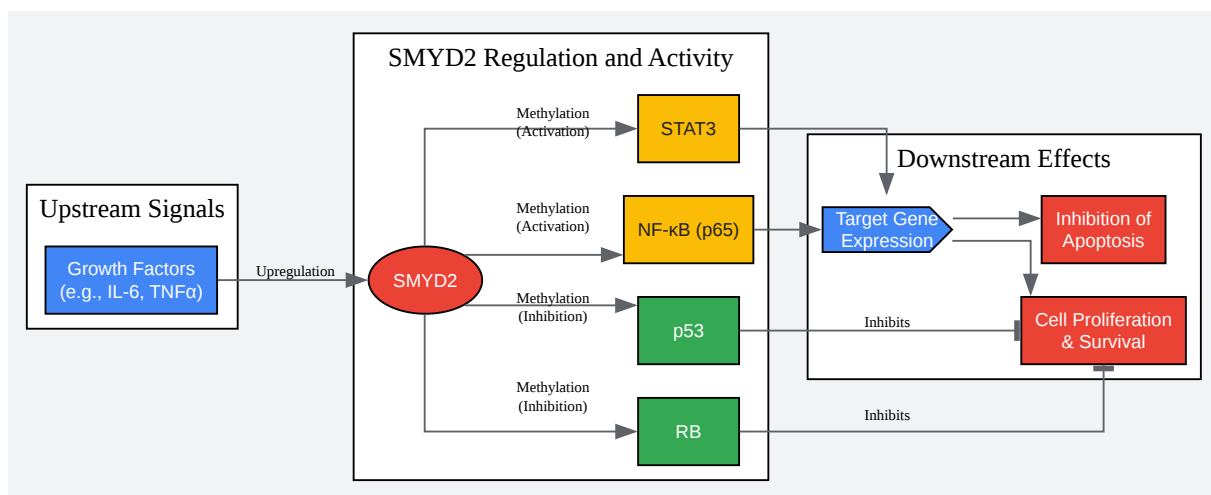 SMYD2 Regulation and Activity
Methylation
(Activation)
STAT3
Downstream Effects
Upstream Signals
Methylation
(Activation)
NF-κB (p65)
Target Gene
Expression
Inhibition of
Apoptosis
Growth Factors
(e.g., IL-6, TNFα)
Upregulation
SMYD2
Methylation
(Inhibition)
p53
Inhibits
Cell Proliferation
& Survival
Methylation
(Inhibition)
RB
Inhibits